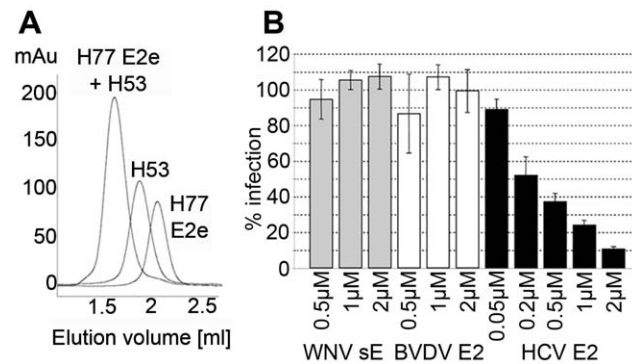 A
mAu
H77 E2e
+ H53
200
150
100
50
0
H53
H77
E2e
1.5 2 2.5
Elution volume [ml]
B
% infection
120
100
80
60
40
20
0
0.5µM 1µM 2µM 0.5µM 1µM 2µM 0.05µM 0.2µM 0.5µM 1µM 2µM
WNV sE BVDV E2 HCV E2